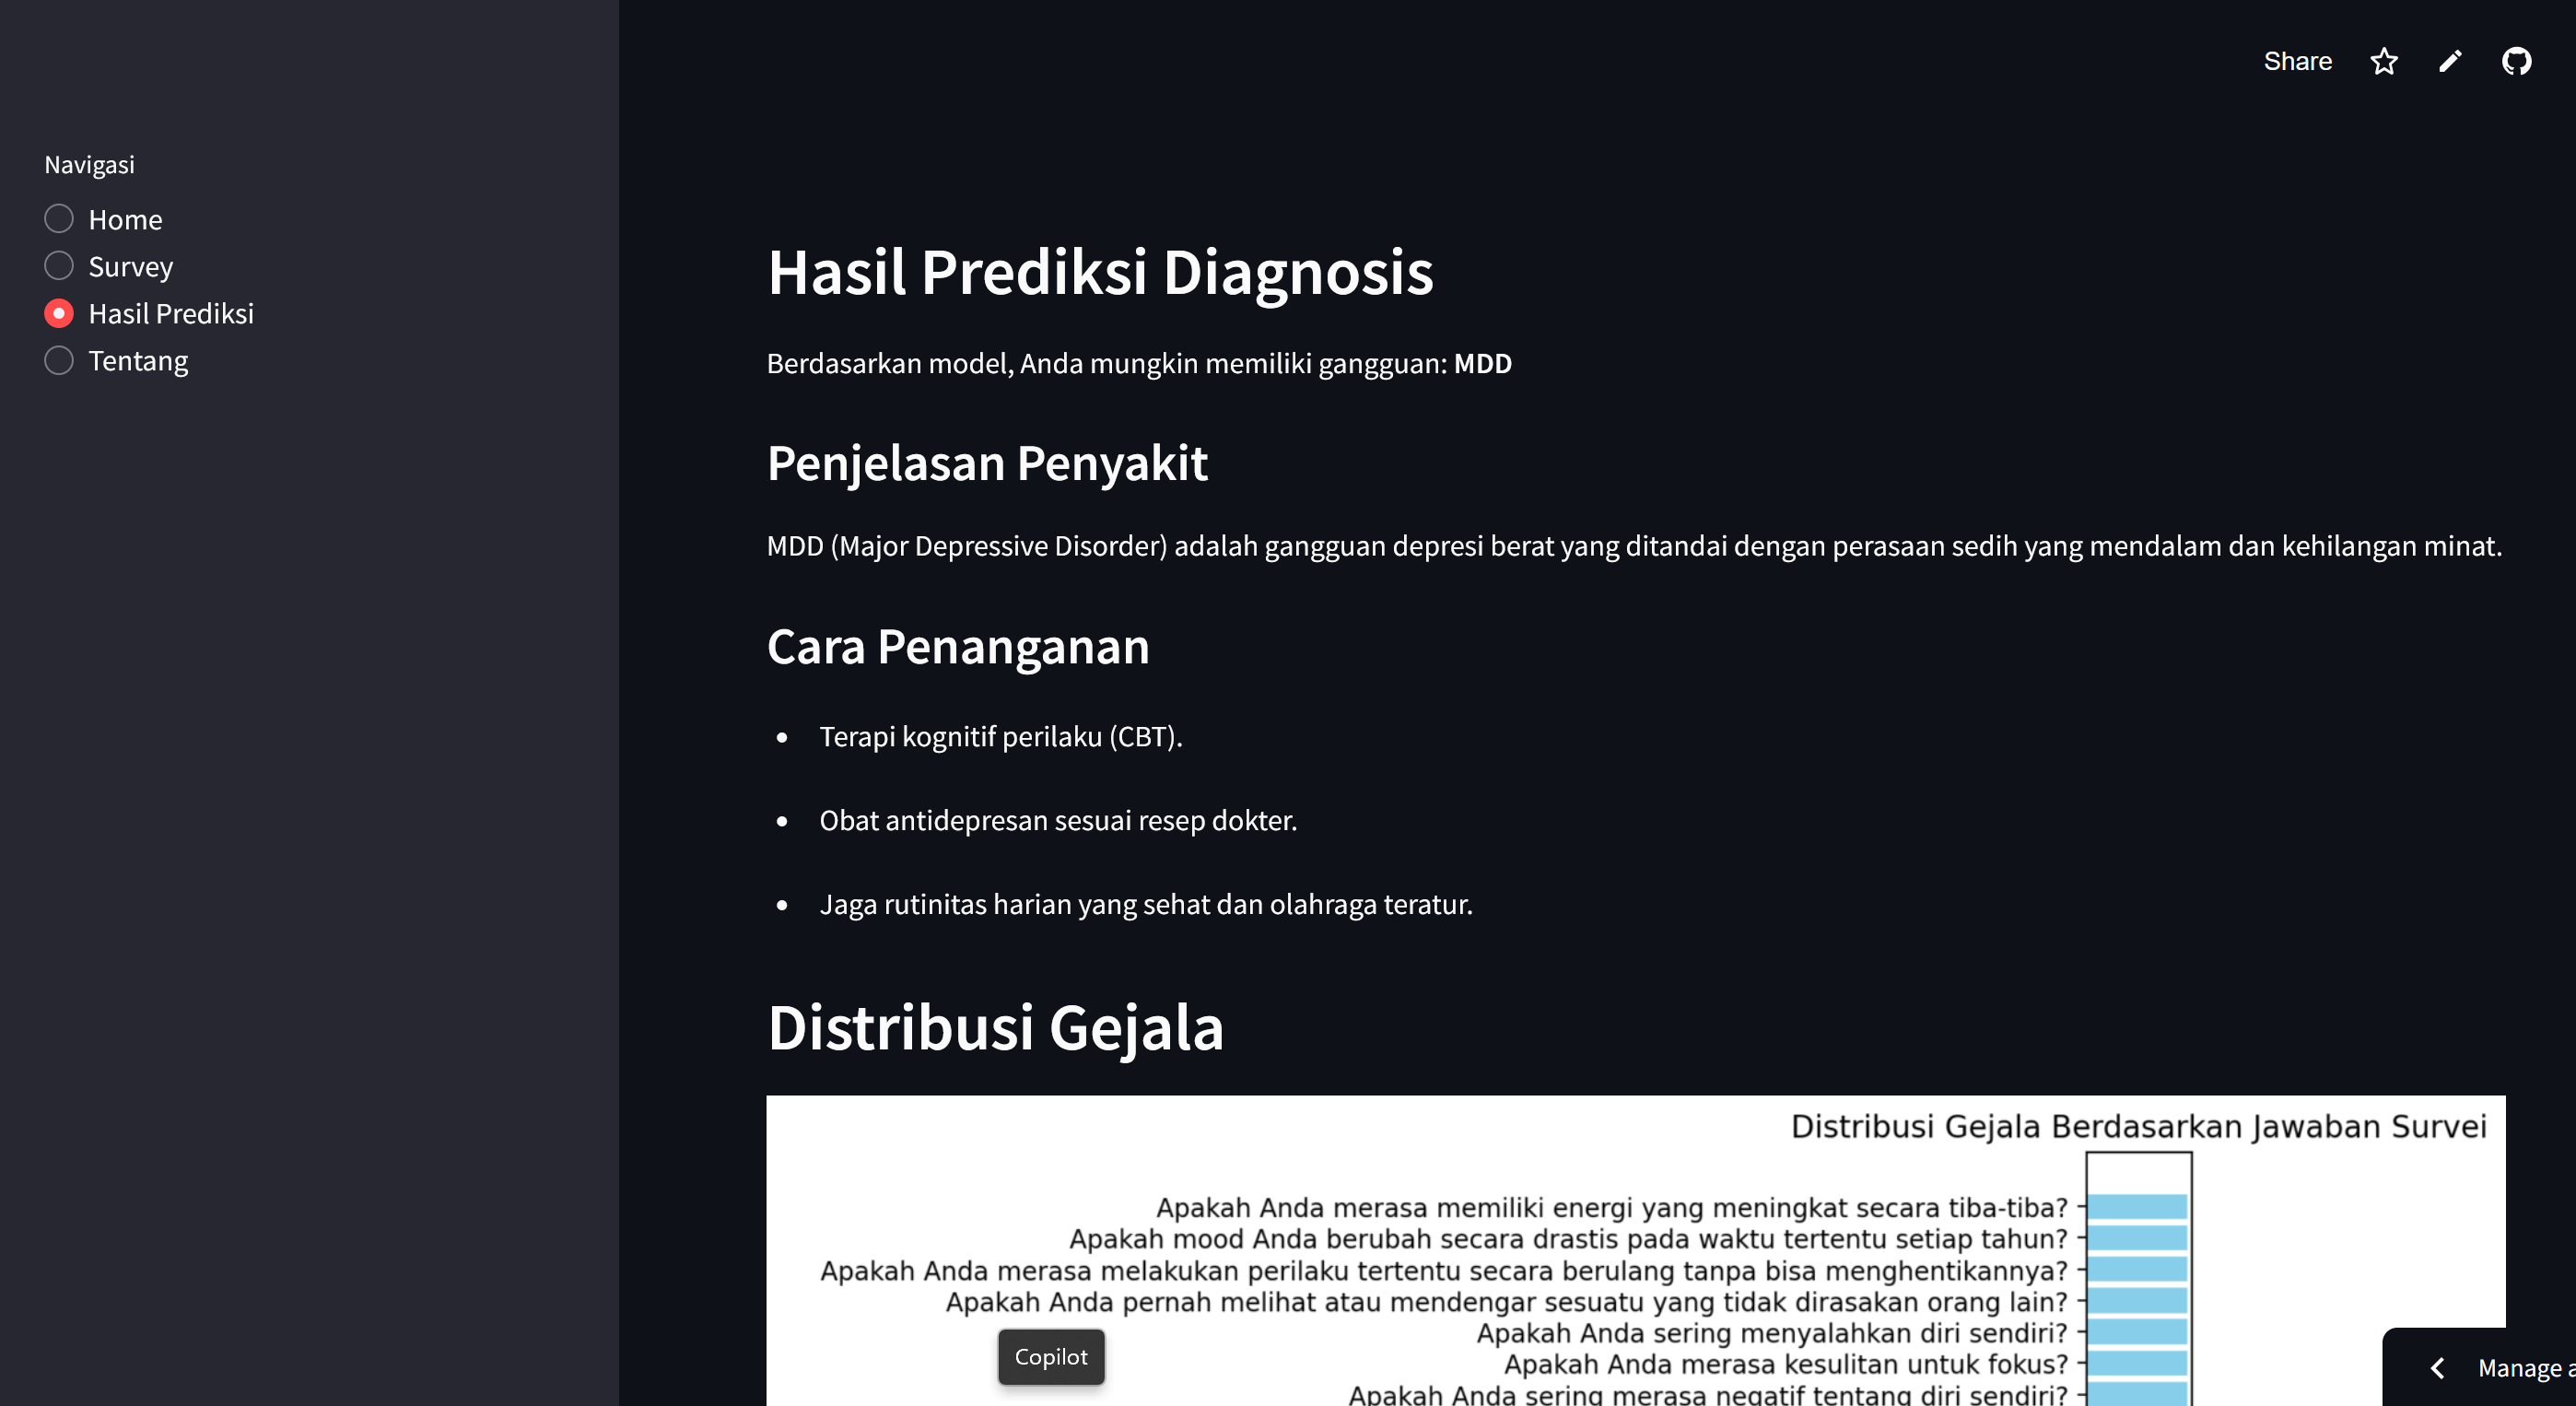 Share
Navigasi
Home
Survey
Hasil Prediksi
Tentang
Hasil Prediksi Diagnosis
Berdasarkan model, Anda mungkin memiliki gangguan: MDD
Penjelasan Penyakit
MDD (Major Depressive Disorder) adalah gangguan depresi berat yang ditandai dengan perasaan sedih yang mendalam dan kehilangan minat.
Cara Penanganan
Terapi kognitif perilaku (CBT).
Obat antidepresan sesuai resep dokter.
Jaga rutinitas harian yang sehat dan olahraga teratur.
Distribusi Gejala
Distribusi Gejala Berdasarkan Jawaban Survei
Apakah Anda merasa memiliki energi yang meningkat secara tiba-tiba?
Apakah mood Anda berubah secara drastis pada waktu tertentu setiap tahun?
Apakah Anda merasa melakukan perilaku tertentu secara berulang tanpa bisa menghentikannya?
Apakah Anda pernah melihat atau mendengar sesuatu yang tidak dirasakan orang lain?
Apakah Anda sering menyalahkan diri sendiri?
Apakah Anda merasa kesulitan untuk fokus?
Apakah Anda sering merasa negatif tentang diri sendiri?
Copilot
Manage